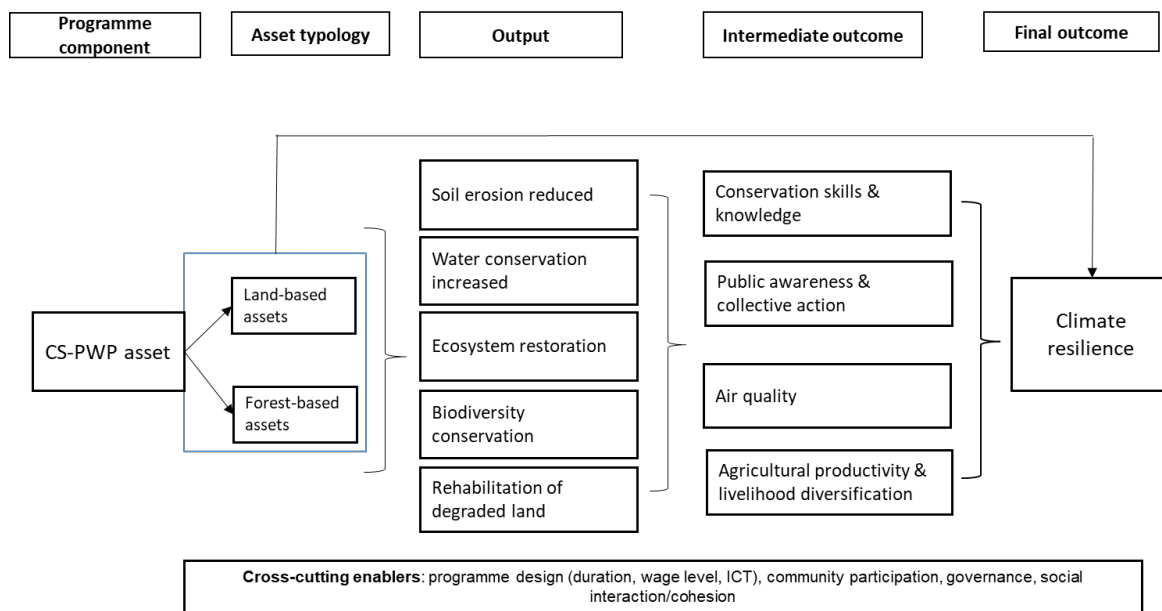 Programme
component
Asset typology
Output
Intermediate outcome
Final outcome
CS-PWP asset
Land-based
assets
Forest-based
assets
Soil erosion reduced
Water conservation
increased
Ecosystem restoration
Biodiversity
conservation
Rehabilitation of
degraded land
Conservation skills &
knowledge
Public awareness &
collective action
Air quality
Agricultural productivity &
livelihood diversification
Climate
resilience
Cross-cutting enablers: programme design (duration, wage level, ICT), community participation, governance, social
interaction/cohesion